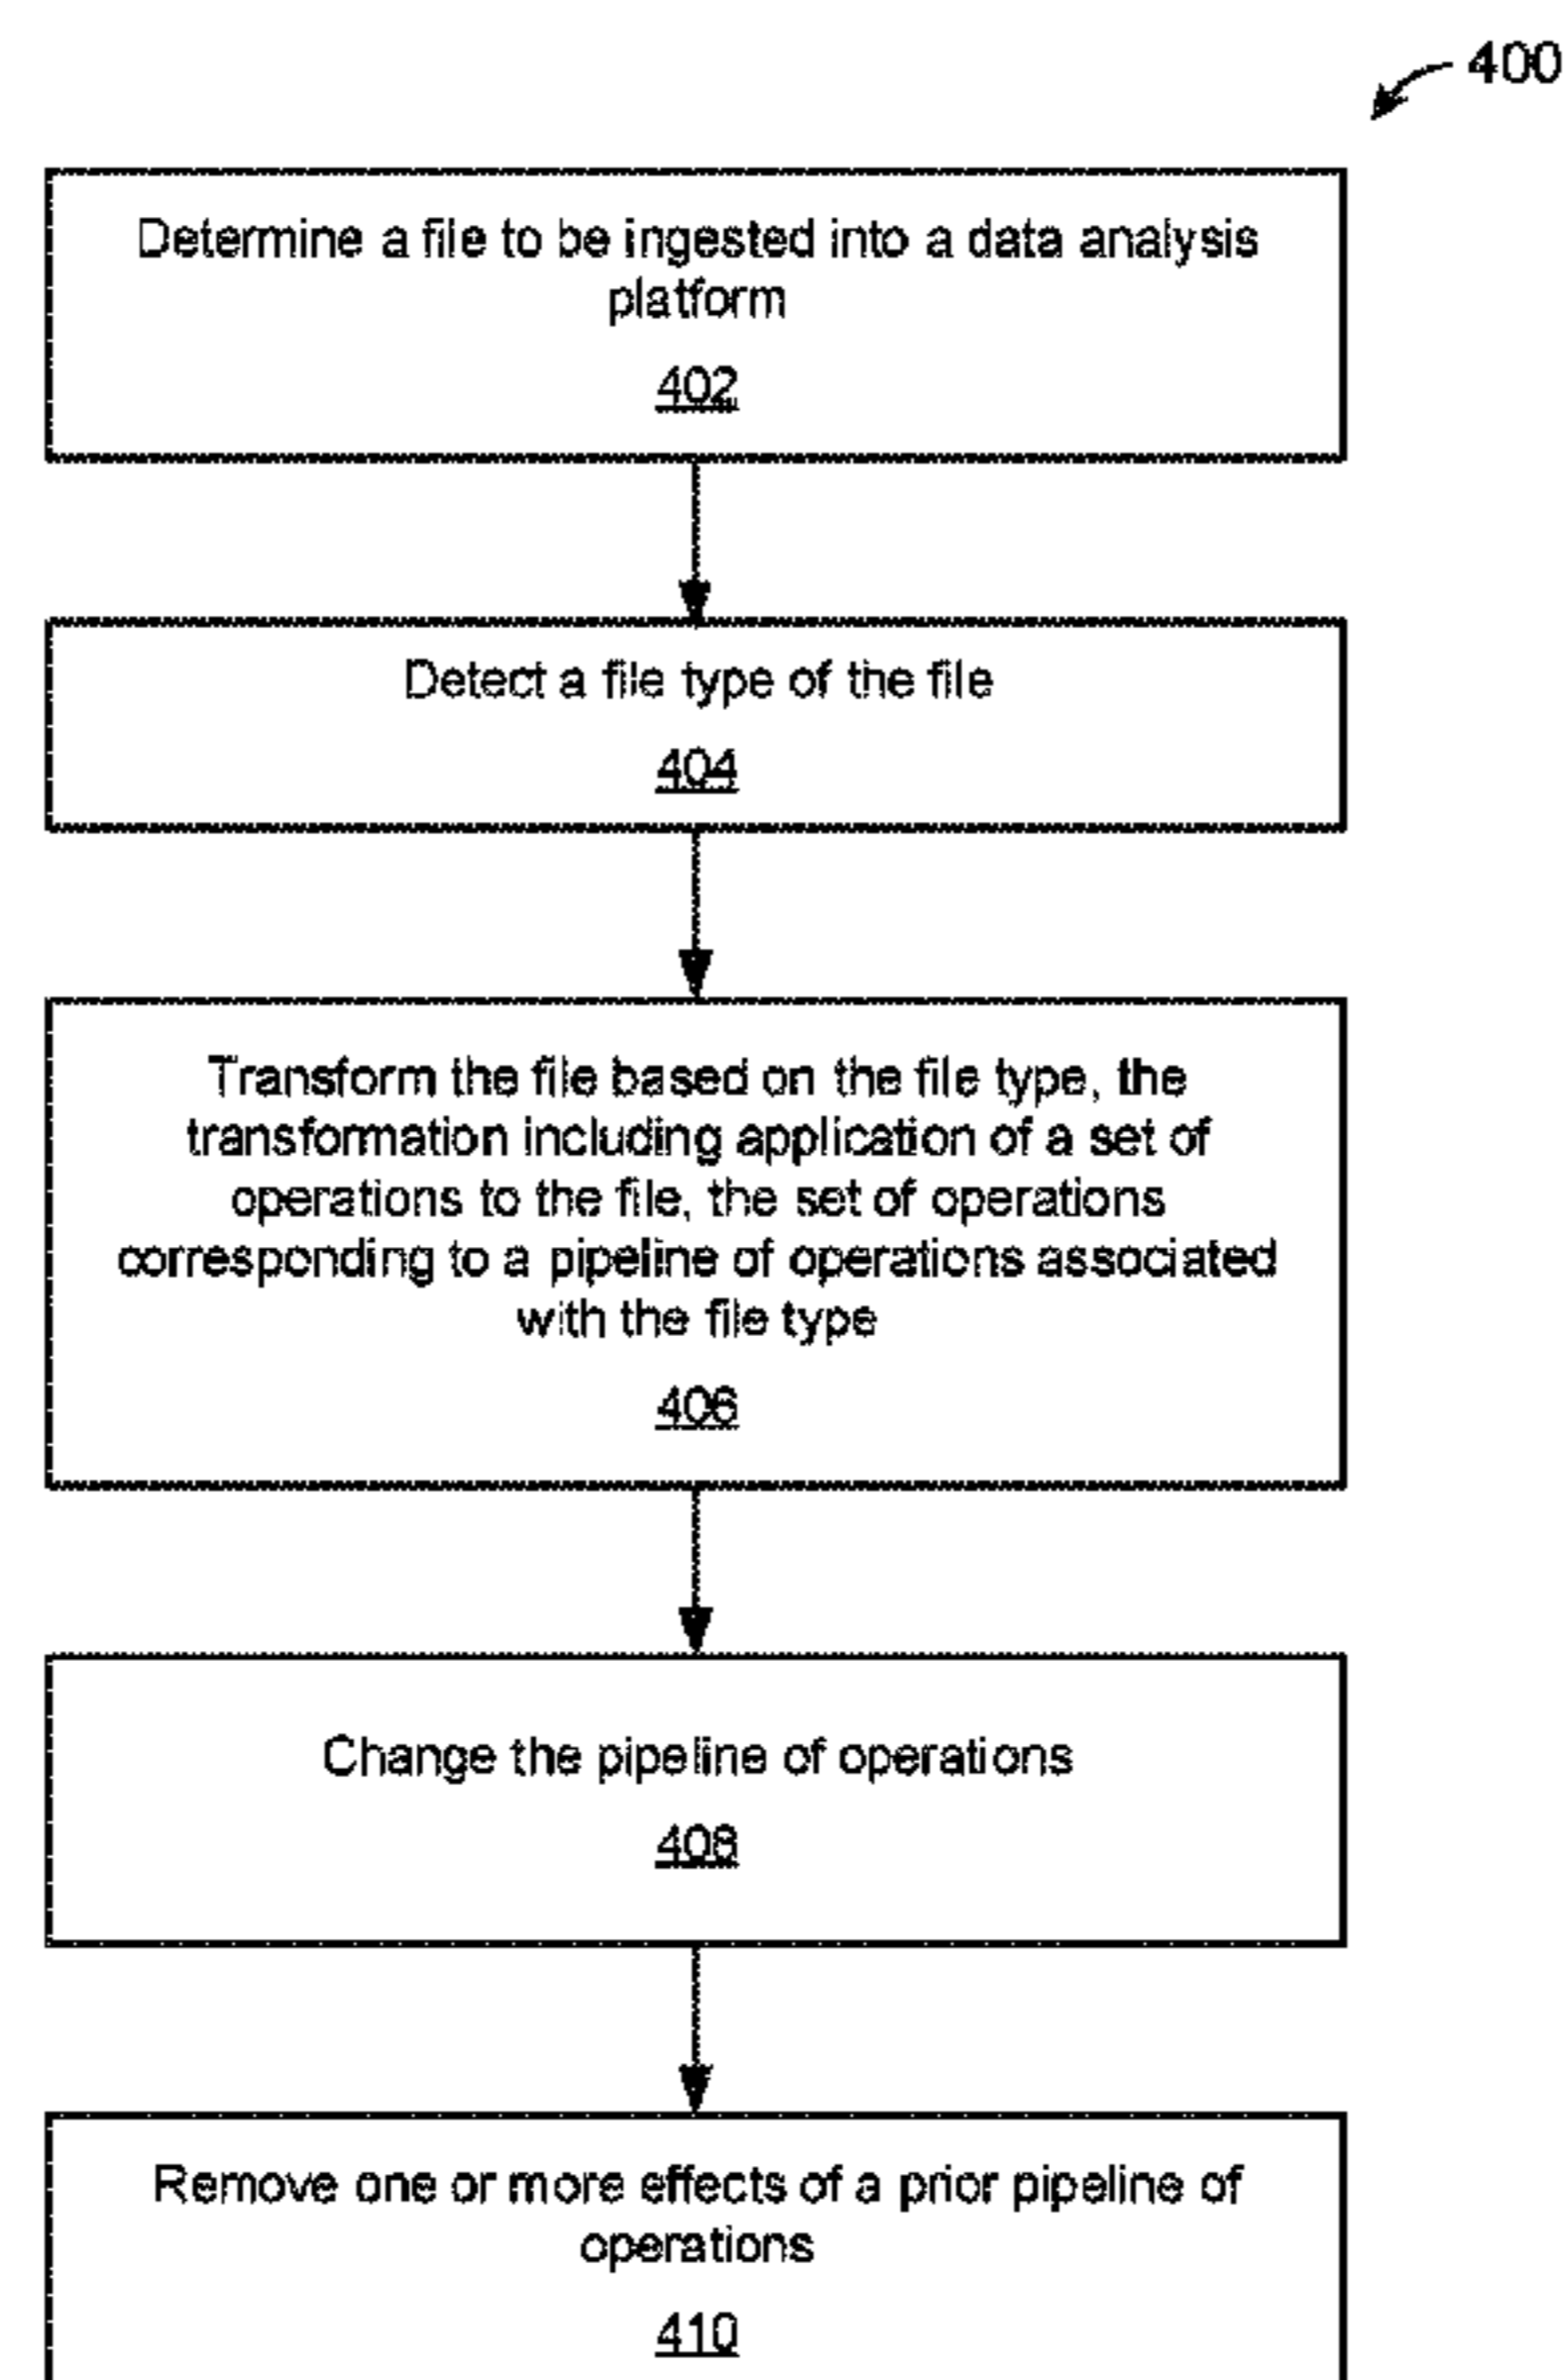 400
Determine a file to be ingested into a data analysis
platform
402
Detect a file type of the file
404
Transform the file based on the file type, the
transformation including application of a set of
operations to the file, the set of operations
corresponding to a pipeline of operations associated
with the file type
406
Change the pipeline of operations
408
Remove one or more effects of a prior pipeline of
operations
410